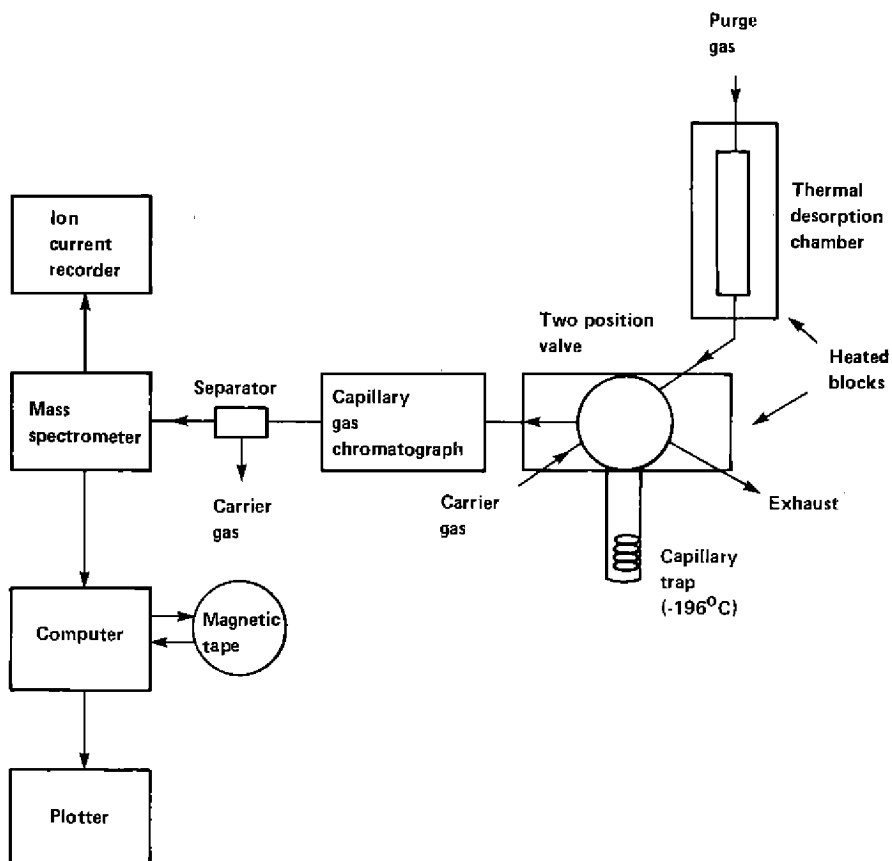 Purge
gas
Thermal
desorption
chamber
Ion
current
recorder
Two position
valve
Heated
blocks
Separator
Capillary
gas
chromatograph
Mass
spectrometer
Carrier
gas
Carrier
gas
Exhaust
Capillary
trap
(-196°C)
Computer
Magnetic
tape
Plotter